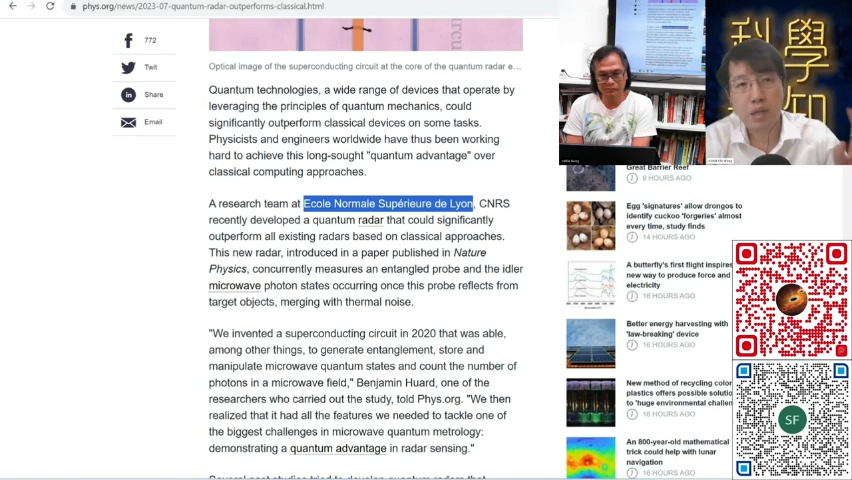 phys.org/news/2023-07-quantum-radar-outperforms-classical.html
772
Twit
Share
Email
Optical image of the superconducting circuit at the core of the quantum radar e...
Quantum technologies, a wide range of devices that operate by
leveraging the principles of quantum mechanics, could
significantly outperform classical devices on some tasks.
Physicists and engineers worldwide have thus been working
hard to achieve this long-sought "quantum advantage" over
classical computing approaches.
A research team at Ecole Normale Supérieure de Lyon, CNRS
recently developed a quantum radar that could significantly
outperform all existing radars based on classical approaches.
This new radar, introduced in a paper published in Nature
Physics, concurrently measures an entangled probe and the idler
microwave photon states occurring once this probe reflects from
target objects, merging with thermal noise.
"We invented a superconducting circuit in 2020 that was able,
among other things, to generate entanglement, store and
manipulate microwave quantum states and count the number of
photons in a microwave field," Benjamin Huard, one of the
researchers who carried out the study, told Phys.org. "We then
realized that it had all the features we needed to tackle one of
the biggest challenges in microwave quantum metrology:
demonstrating a quantum advantage in radar sensing."
科學
知
Great Barrier Reef
9 HOURS AGO
Egg 'signatures' allow drongos to
identify cuckoo 'forgeries' almost
every time, study finds
14 HOURS AGO
A butterfly's first flight inspires
new way to produce force and
electricity
16 HOURS AGO
Better energy harvesting with
'law-breaking' device
16 HOURS AGO
New method of recycling color
plastics offers possible solutio
to 'huge environmental challen
16 HOURS AGO
An 800-year-old mathematical
trick could help with lunar
navigation
16 HOURS AGO
SF